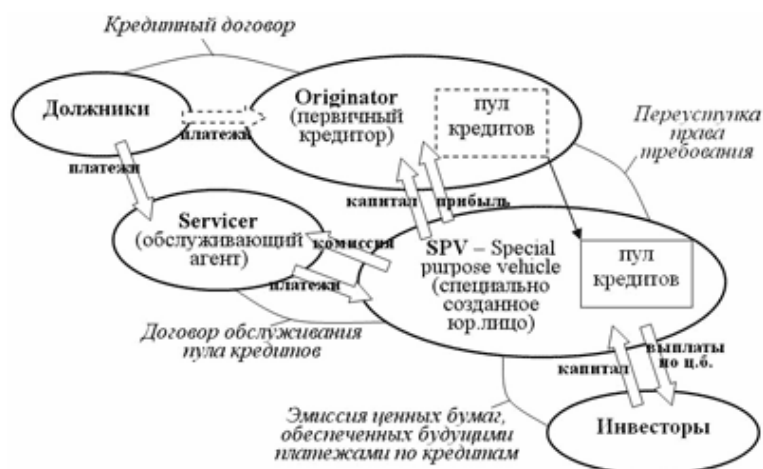 Кредитный договор
Должники
Originator
(первичный
кредитор)
пул
кредитов
Переуступка
права
требования
платежи
платежи
капитал
прибыль
Servicer
(обслуживающий
агент)
комиссия
платежи
SPV – Special
purpose vehicle
(специально
созданное
юр.лицо)
пул
кредитов
Договор обслуживания
пула кредитов
капитал
выплаты
по ц.б.
Эмиссия ценных бумаг,
обеспеченных будущими
платежами по кредитам
Инвесторы